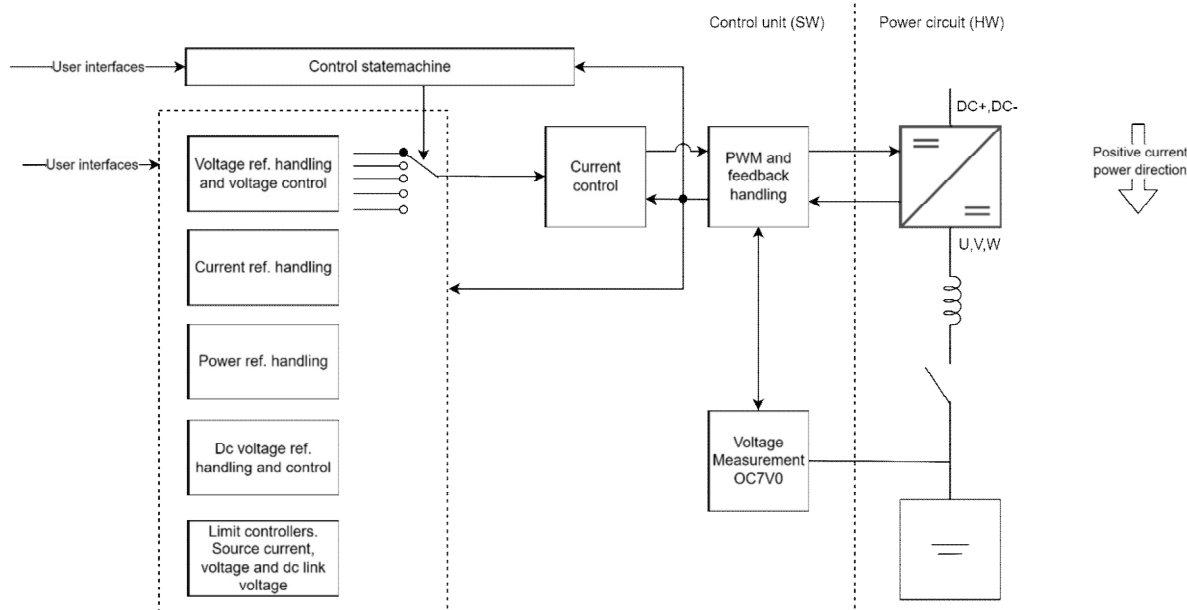 Control unit (SW)
Power circuit (HW)
User interfaces
Control statemachine
DC+,DC-
User interfaces
Voltage ref. handling
and voltage control
Current
control
PWM and
feedback
handling
Positive current
power direction
U,V,W
Current ref. handling
Power ref. handling
Dc voltage ref.
handling and control
Voltage
Measurement
OC7V0
Limit controllers.
Source current,
voltage and dc link
voltage